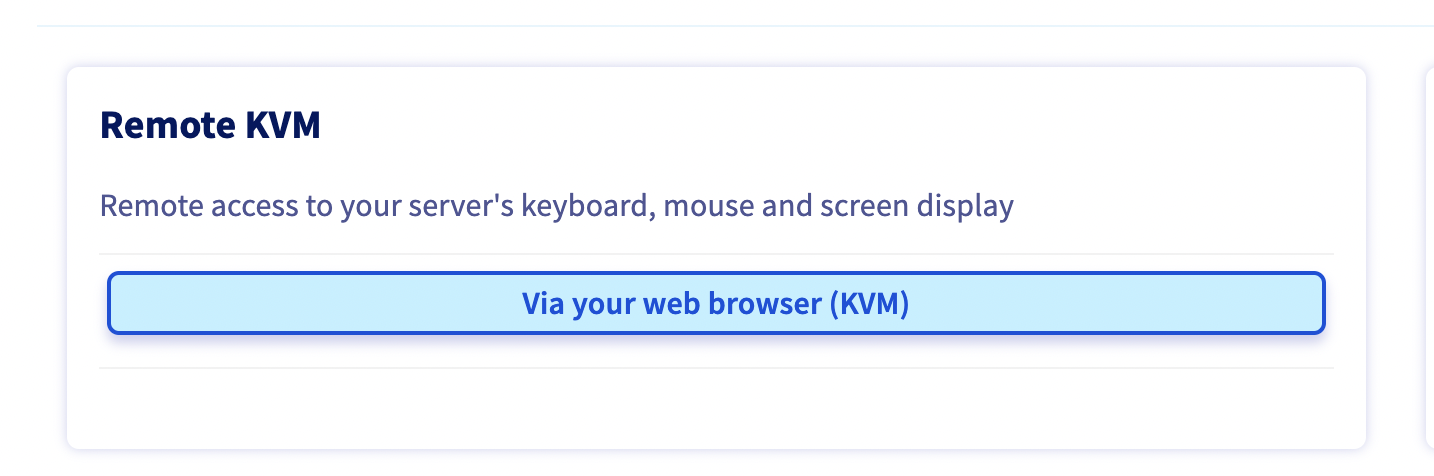 Remote KVM
Remote access to your server's keyboard, mouse and screen display
Via your web browser (KVM)